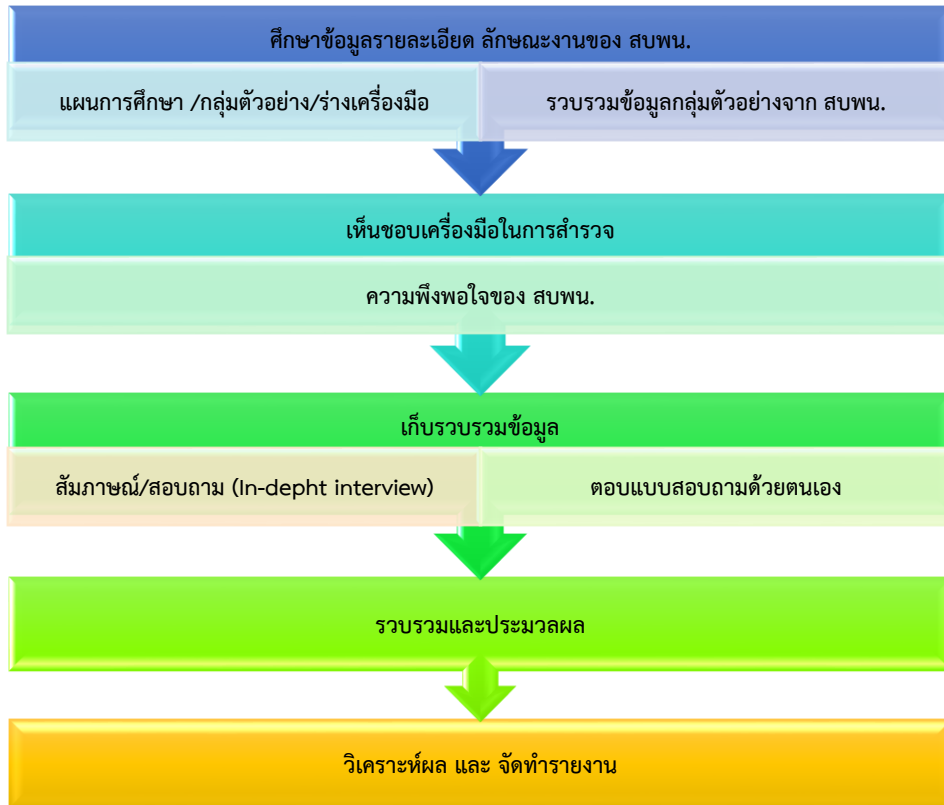 ศึกษาข้อมูลรายละเอียด ลักษณะงานของ สบพน.
แผนการศึกษา /กลุ่มตัวอย่าง/ร่างเครื่องมือ
รวบรวมข้อมูลกลุ่มตัวอย่างจาก สบพน.
เห็นชอบเครื่องมือในการสำรวจ
ความพึงพอใจของ สบพน.
เก็บรวบรวมข้อมูล
สัมภาษณ์/สอบถาม (In-depht interview)
ตอบแบบสอบถามด้วยตนเอง
รวบรวมและประมวลผล
วิเคราะห์ผล และ จัดทำรายงาน